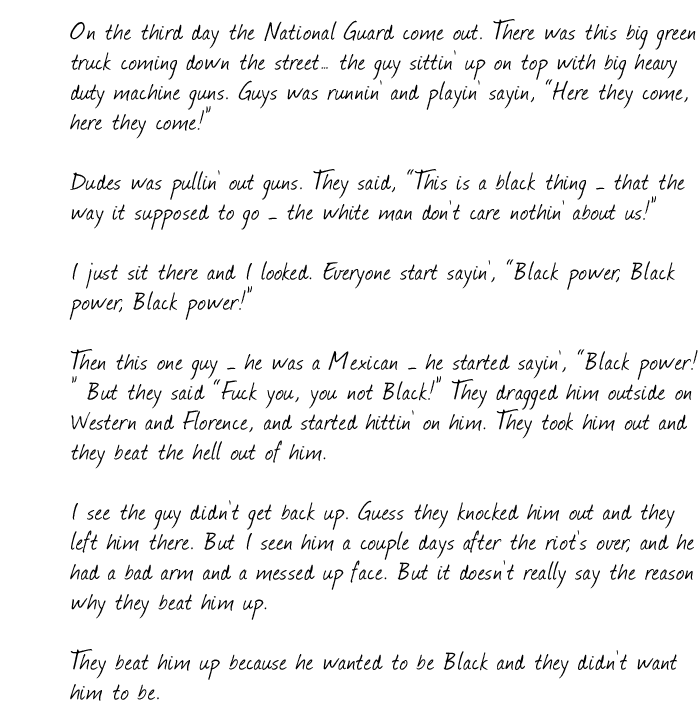 On the third day the National Guard come out. There was this big green
truck coming down the street... the guy sittin' up on top with big heavy
duty machine guns. Guys was runnin' and playin' sayin, "Here they come,
here they come!"
Dudes was pullin' out guns. They said, "This is a black thing – that the
way it supposed to go – the white man don't care nothin' about us!"
I just sit there and I looked. Everyone start sayin', "Black power, Black
power, Black power!"
Then this one guy – he was a Mexican – he started sayin', "Black power!
" But they said "Fuck you, you not Black!" They dragged him outside on
Western and Florence, and started hittin' on him. They took him out and
they beat the hell out of him.
I see the guy didn't get back up. Guess they knocked him out and they
left him there. But I seen him a couple days after the riot's over, and he
had a bad arm and a messed up face. But it doesn't really say the reason
why they beat him up.
They beat him up because he wanted to be Black and they didn't want
him to be.